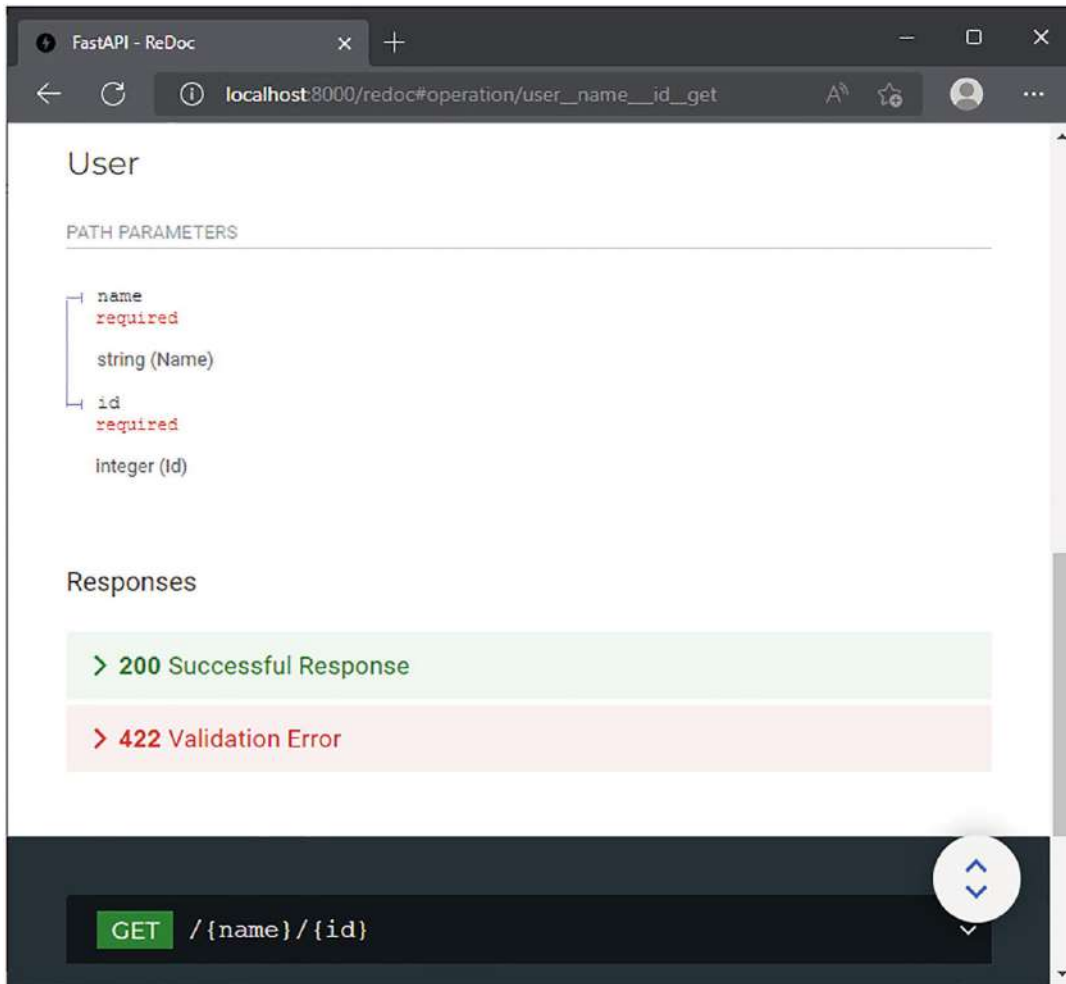 FastAPI - ReDoc
localhost:8000/redoc#operation/user__name___id__get
User
PATH PARAMETERS
name
required
string (Name)
id
required
integer (Id)
Responses
200 Successful Response
422 Validation Error
GET /{name}/{id}